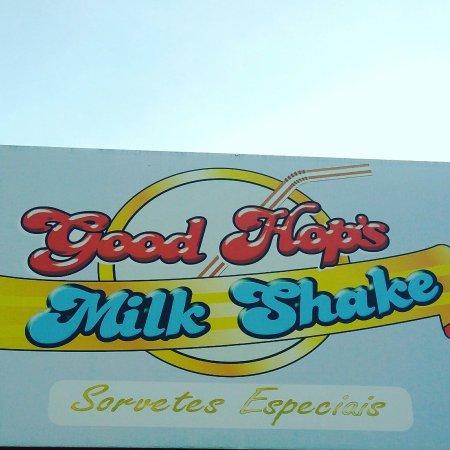 Good Hop's
Milk Shake
Sorvetes Especiais